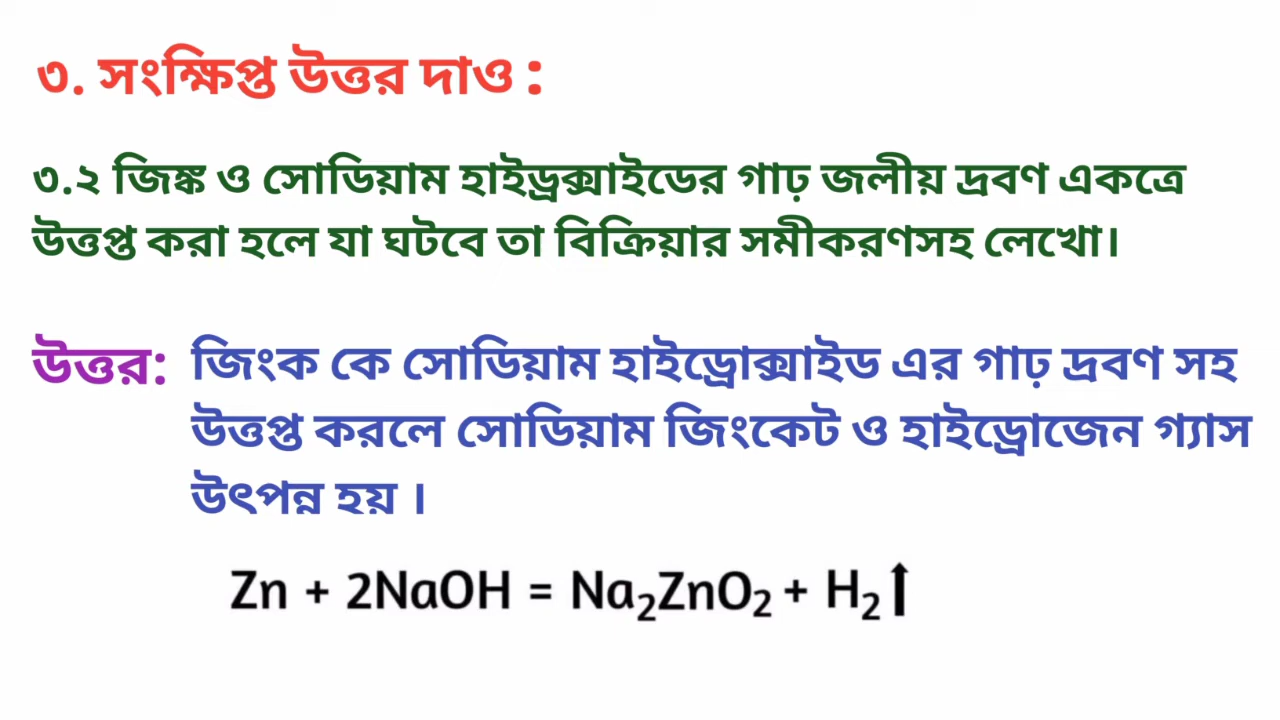 ৩. সংক্ষিপ্ত উত্তর দাও :
৩.২ জিঙ্ক ও সোডিয়াম হাইড্রক্সাইডের গাঢ় জলীয় দ্রবণ একত্রে
উত্তপ্ত করা হলে যা ঘটবে তা বিক্রিয়ার সমীকরণসহ লেখো।
উত্তর: জিংক কে সোডিয়াম হাইড্রোক্সাইড এর গাঢ় দ্রবণ সহ
উত্তপ্ত করলে সোডিয়াম জিংকেট ও হাইড্রোজেন গ্যাস
উৎপন্ন হয় ।
Zn + 2NaOH = Na₂ZnO₂ + H₂⬆